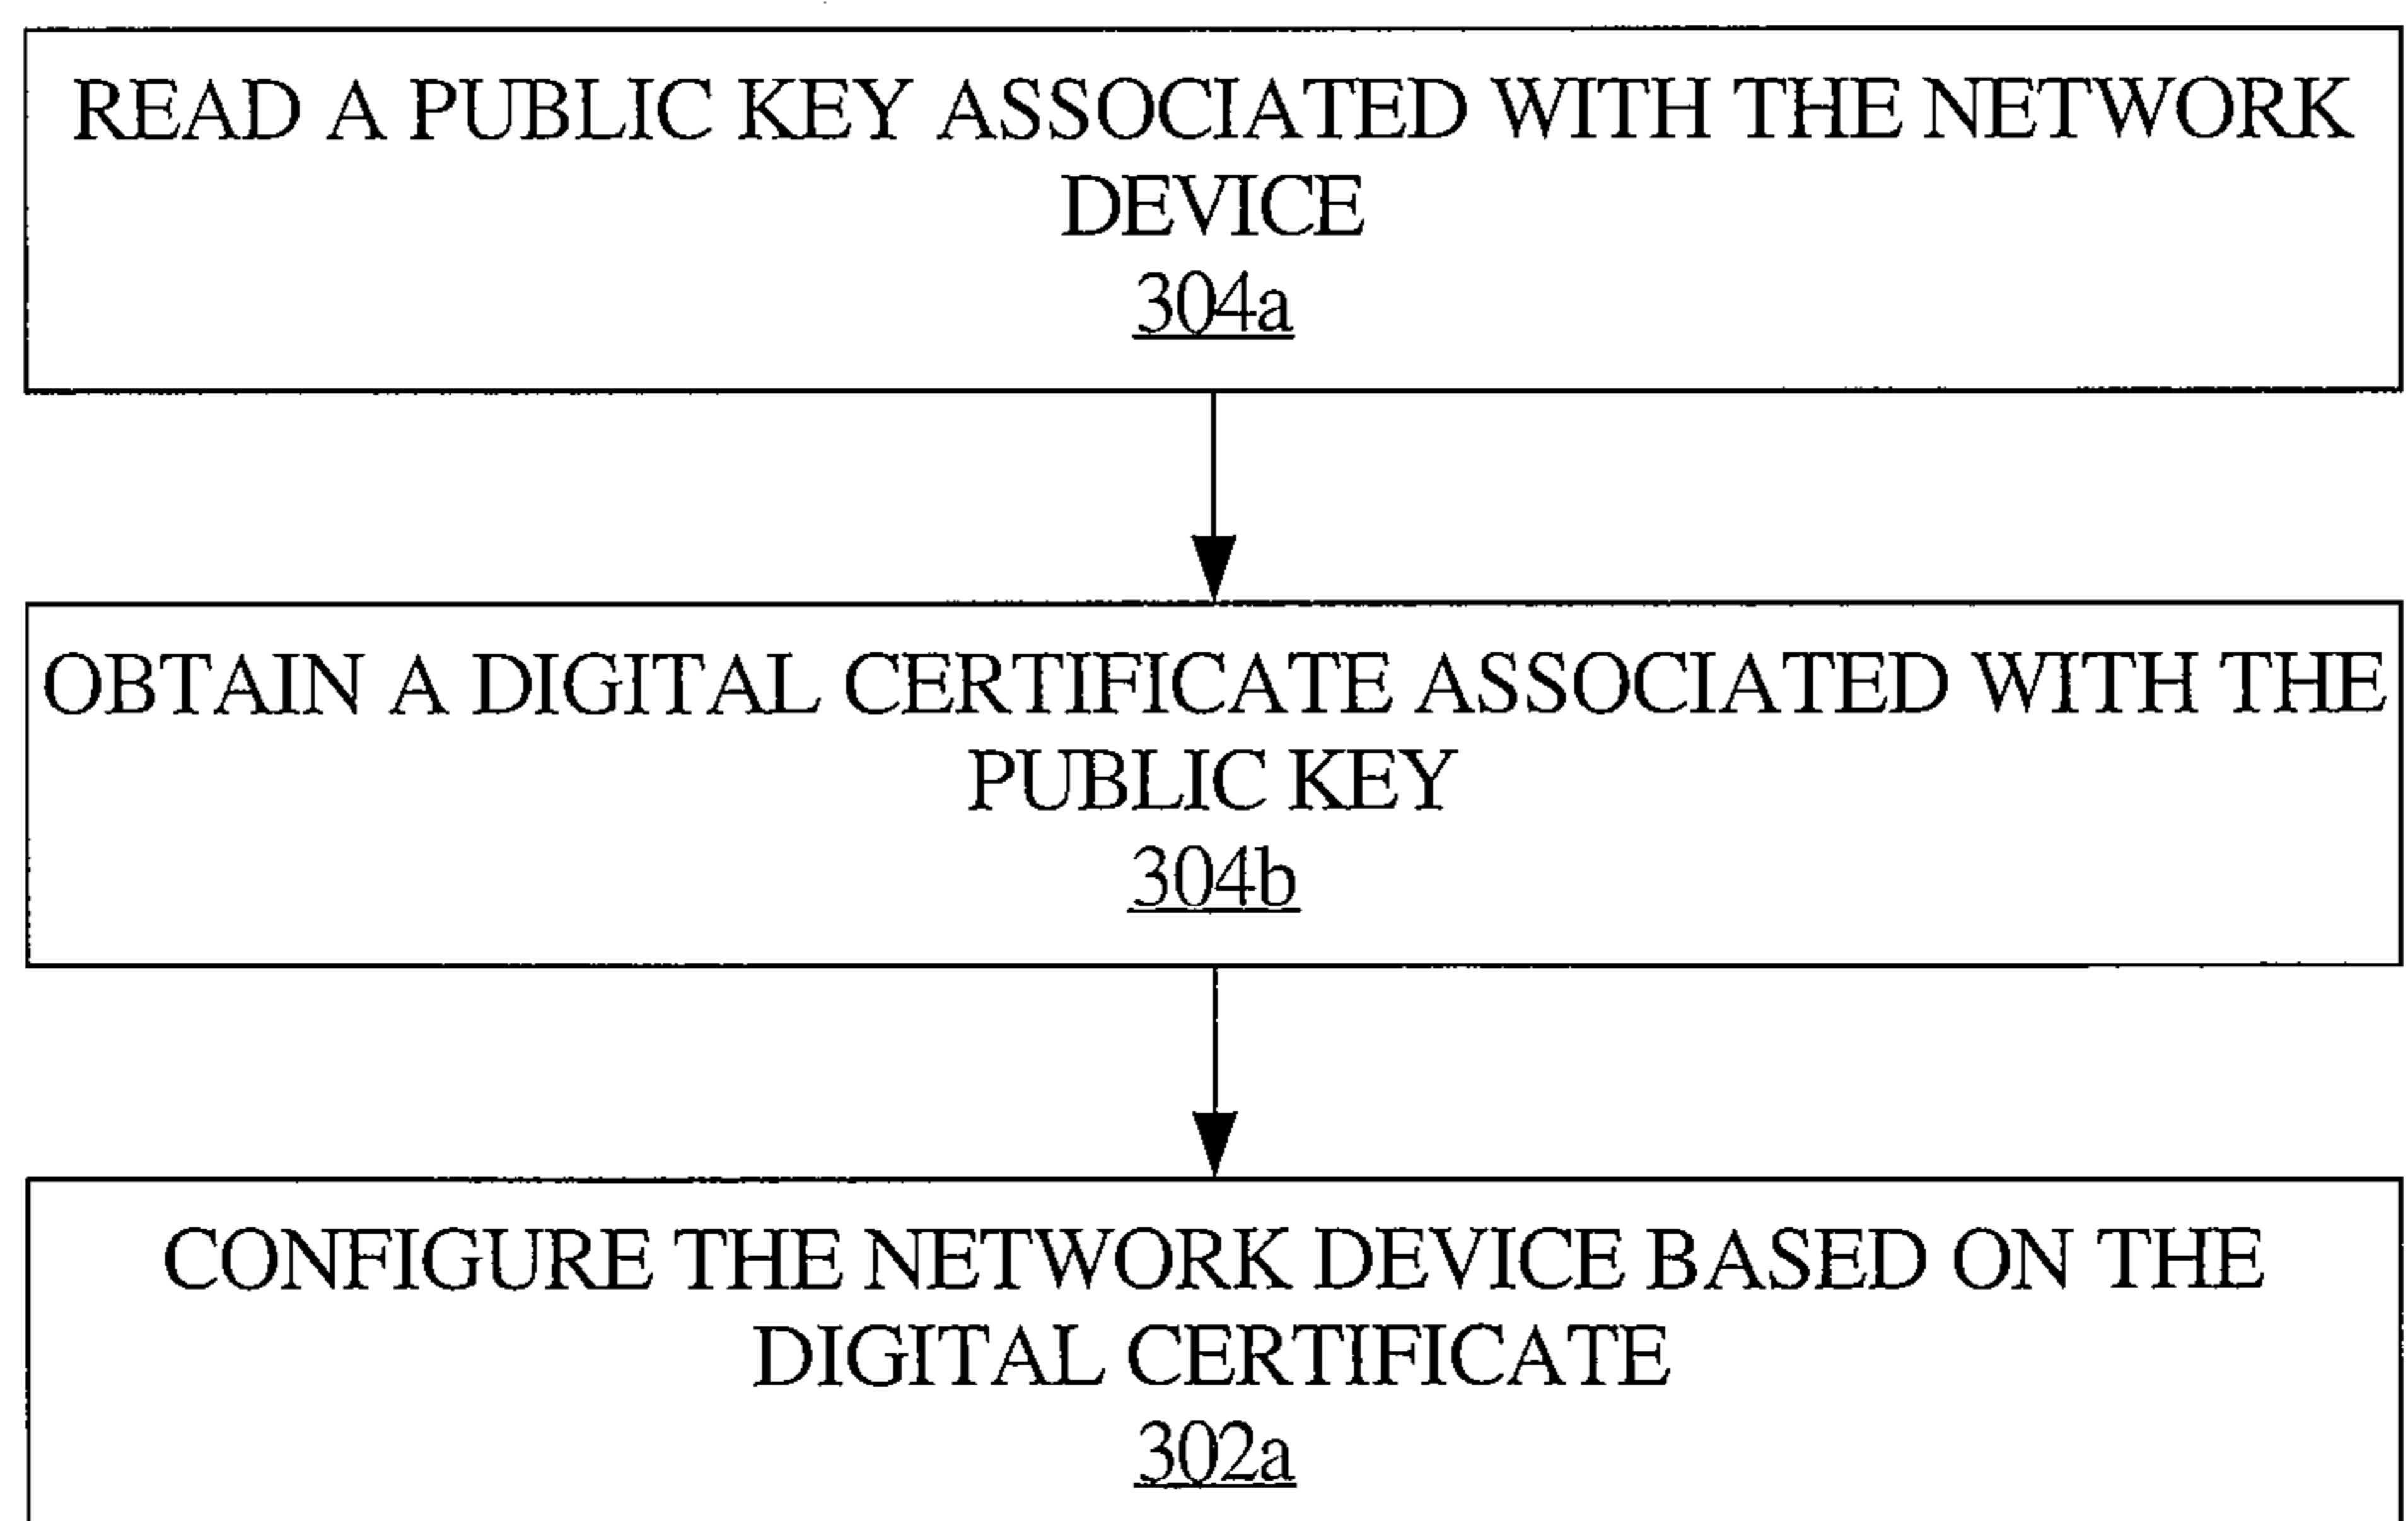 READ A PUBLIC KEY ASSOCIATED WITH THE NETWORK
DEVICE
304a
OBTAIN A DIGITAL CERTIFICATE ASSOCIATED WITH THE
PUBLIC KEY
304b
CONFIGURE THE NETWORK DEVICE BASED ON THE
DIGITAL CERTIFICATE
302a